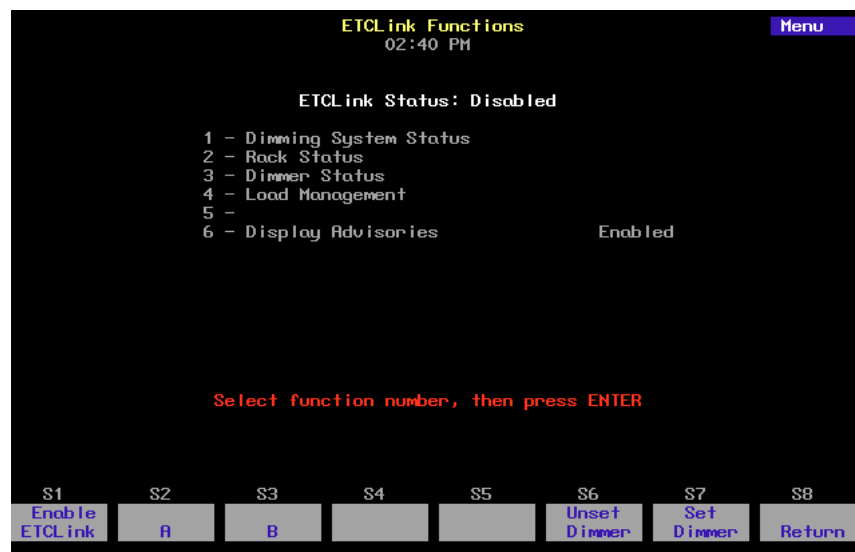 ETCLink Functions
Menu
02:40 PM
ETCLink Status: Disabled
1 - Dimming System Status
2 - Rack Status
3 - Dimmer Status
4 - Load Management
5 -
6 - Display Advisories Enabled
Select function number, then press ENTER
S1 S2 S3 S4 S5 S6 S7 S8
Enable Unset Set
ETCLink A B Dimmer Dimmer Return